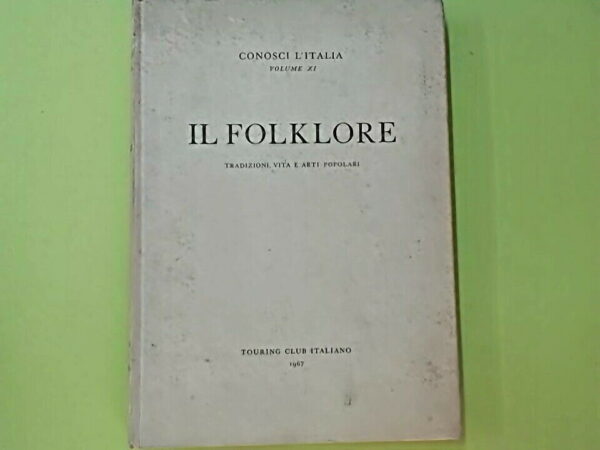 CONOSCI L'ITALIA
VOLUME XI
IL FOLKLORE
TRADIZIONI, VITA E ARTI POPOLARI
TOURING CLUB ITALIANO
1967